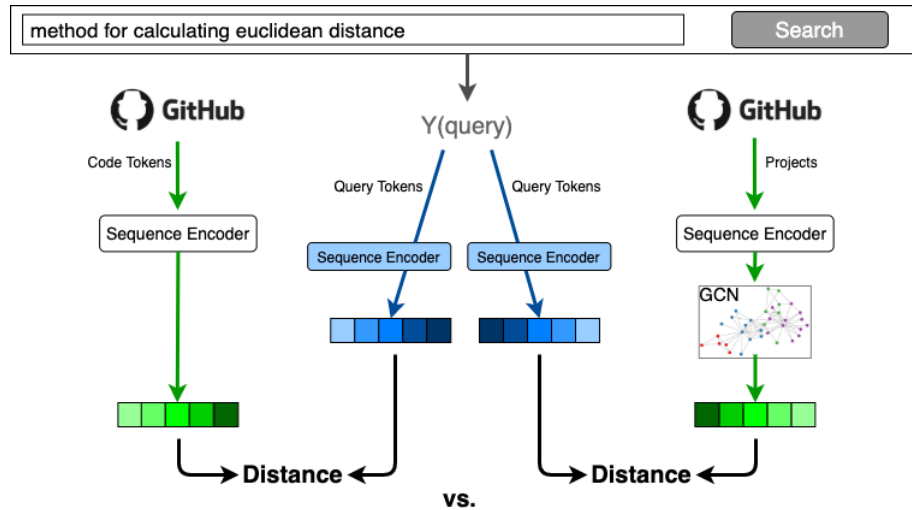 method for calculating euclidean distance
Search
GitHub
Y(query)
GitHub
Code Tokens
Query Tokens
Query Tokens
Projects
Sequence Encoder
Sequence Encoder
Sequence Encoder
Sequence Encoder
GCN
Distance
Distance
vs.